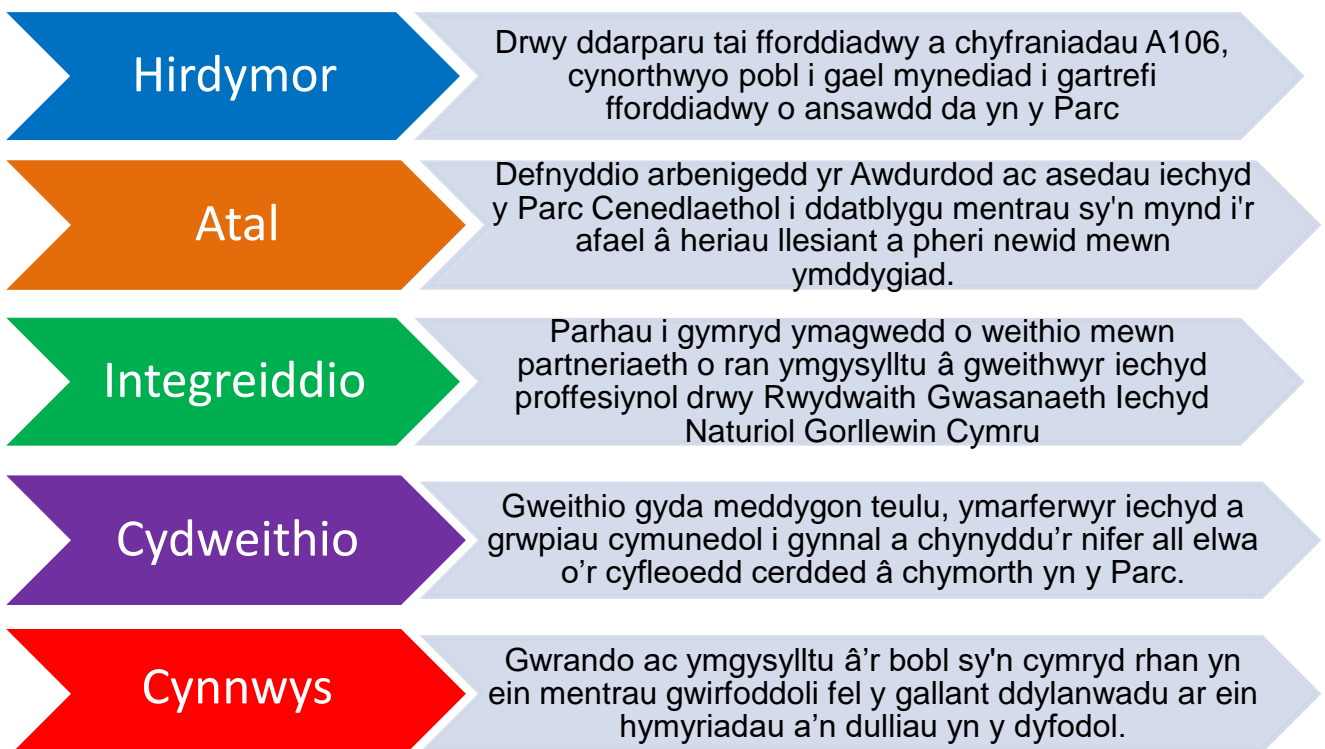 Hirdymor
Drwy ddarparu tai fforddiadwy a chyfraniadau A106,
cynorthwyo pobl i gael mynediad i gartrefi
fforddiadwy o ansawdd da yn y Parc
Atal
Defnyddio arbenigedd yr Awdurdod ac asedau iechyd
y Parc Cenedlaethol i ddatblygu mentrau sy'n mynd i'r
afael â heriau llesiant a pheri newid mewn
ymddygiad.
Integreiddio
Parhau i gymryd ymagwedd o weithio mewn
partneriaeth o ran ymgysylltu â gweithwyr iechyd
proffesiynol drwy Rwydwaith Gwasanaeth Iechyd
Naturiol Gorllewin Cymru
Cydweithio
Gweithio gyda meddygon teulu, ymarferwyr iechyd a
grwpiau cymunedol i gynnal a chynyddu’r nifer all elwa
o’r cyfleoedd cerdded â chymorth yn y Parc.
Cynnwys
Gwrando ac ymgysylltu â’r bobl sy'n cymryd rhan yn
ein mentrau gwirfoddoli fel y gallant ddylanwadu ar ein
hymyriadau a’n dulliau yn y dyfodol.